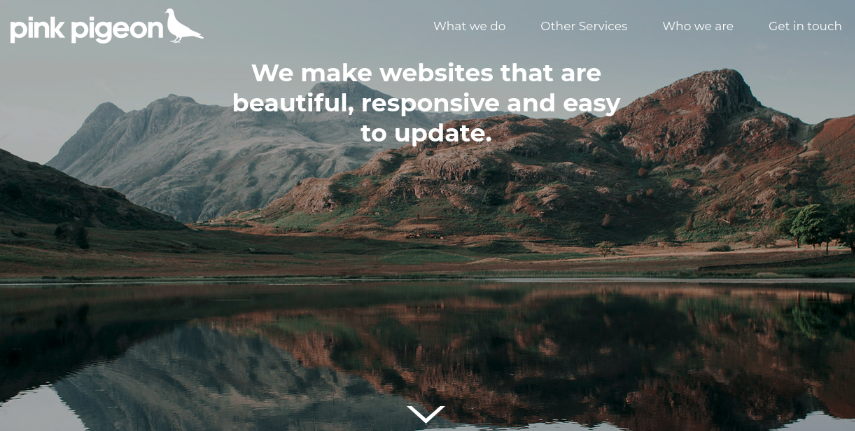 pink pigeon
What we do
Other Services
Who we are
Get in touch
We make websites that are
beautiful, responsive and easy
to update.